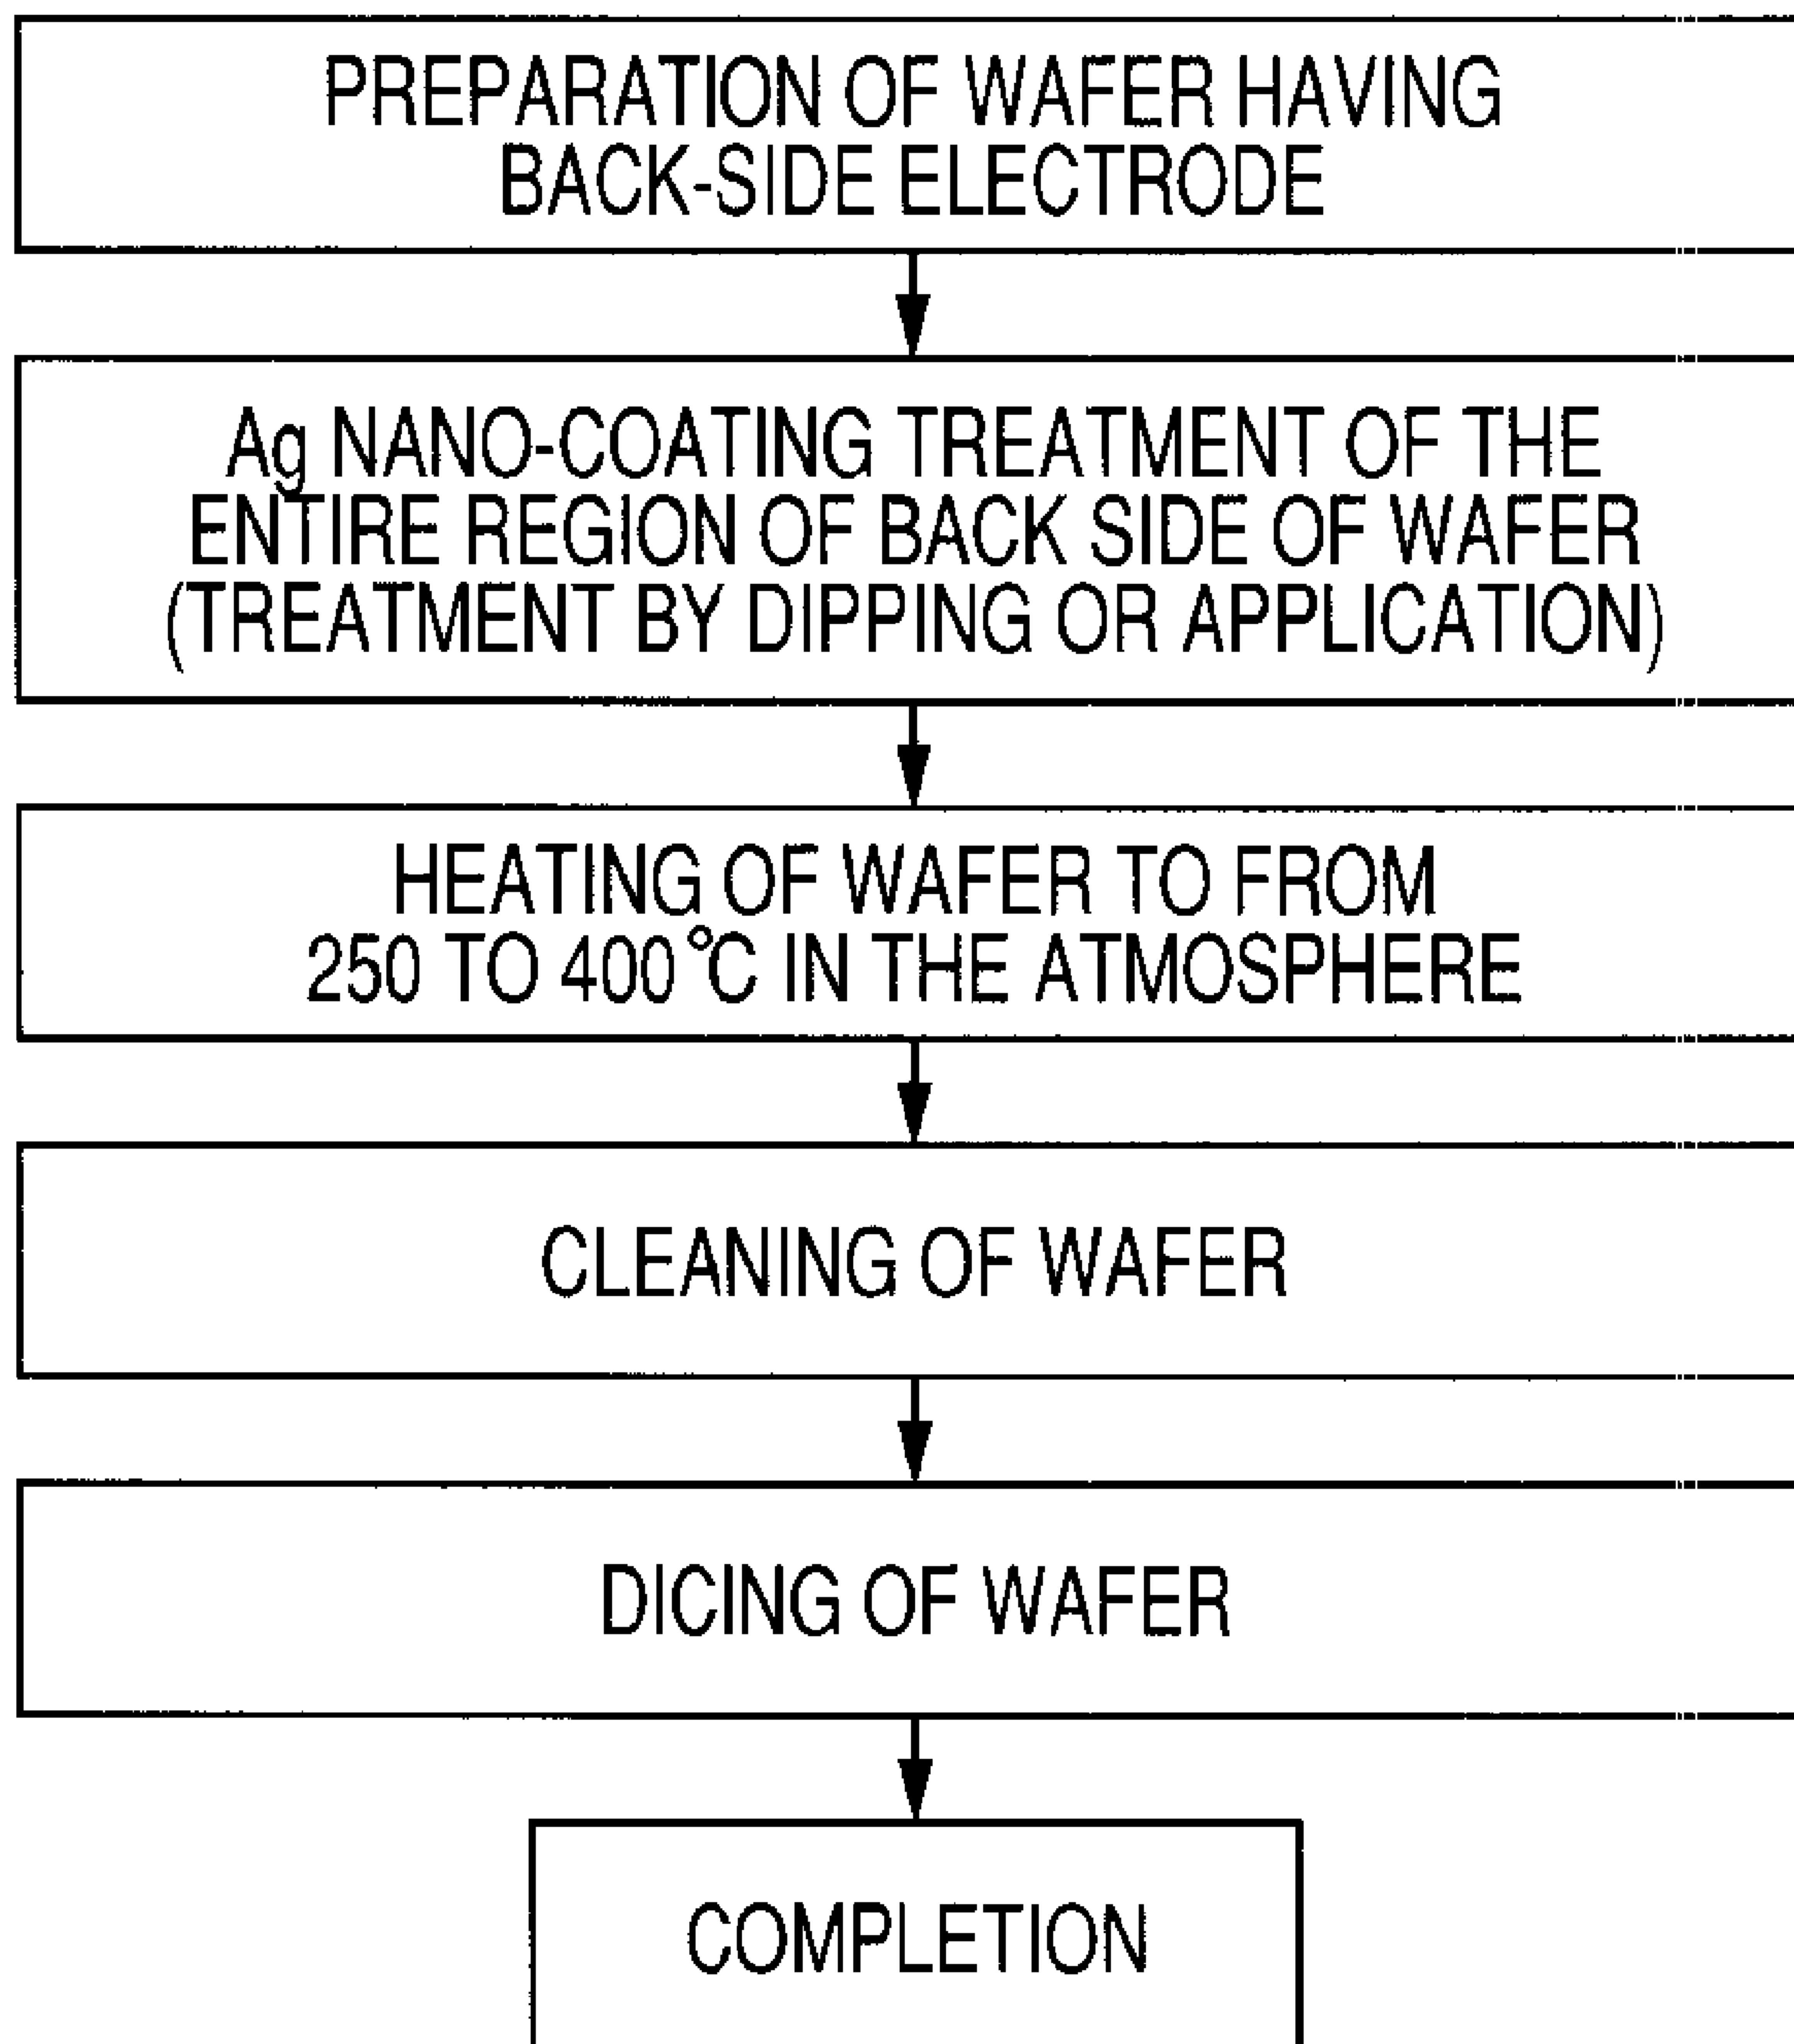 PREPARATION OF WAFER HAVING
BACK-SIDE ELECTRODE
Ag NANO-COATING TREATMENT OF THE
ENTIRE REGION OF BACK SIDE OF WAFER
(TREATMENT BY DIPPING OR APPLICATION)
HEATING OF WAFER TO FROM
250 TO 400°C IN THE ATMOSPHERE
CLEANING OF WAFER
DICING OF WAFER
COMPLETION